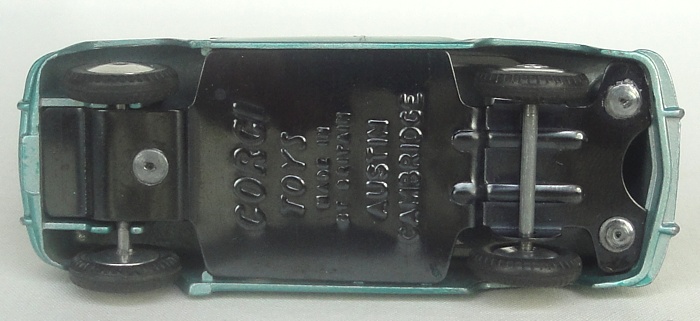 CORGI
TOYS
MADE IN
GT BRITAIN
AUSTIN
CAMBRIDGE